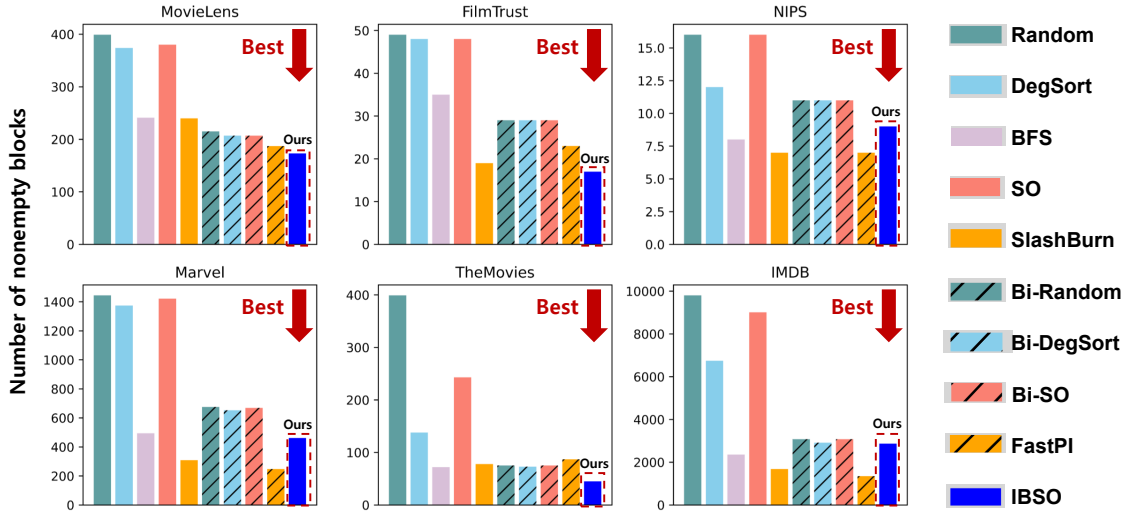 Number of nonempty blocks
MovieLens
400
300
200
100
0
Best
Ours
FilmTrust
50
40
30
20
10
0
Best
Ours
NIPS
15.0
12.5
10.0
7.5
5.0
2.5
0.0
Best
Ours
Marvel
1400
1200
1000
800
600
400
200
0
Best
Ours
TheMovies
400
300
200
100
0
Best
Ours
IMDB
10000
8000
6000
4000
2000
0
Best
Ours
Random
DegSort
BFS
SO
SlashBurn
Bi-Random
Bi-DegSort
Bi-SO
FastPI
IBSO